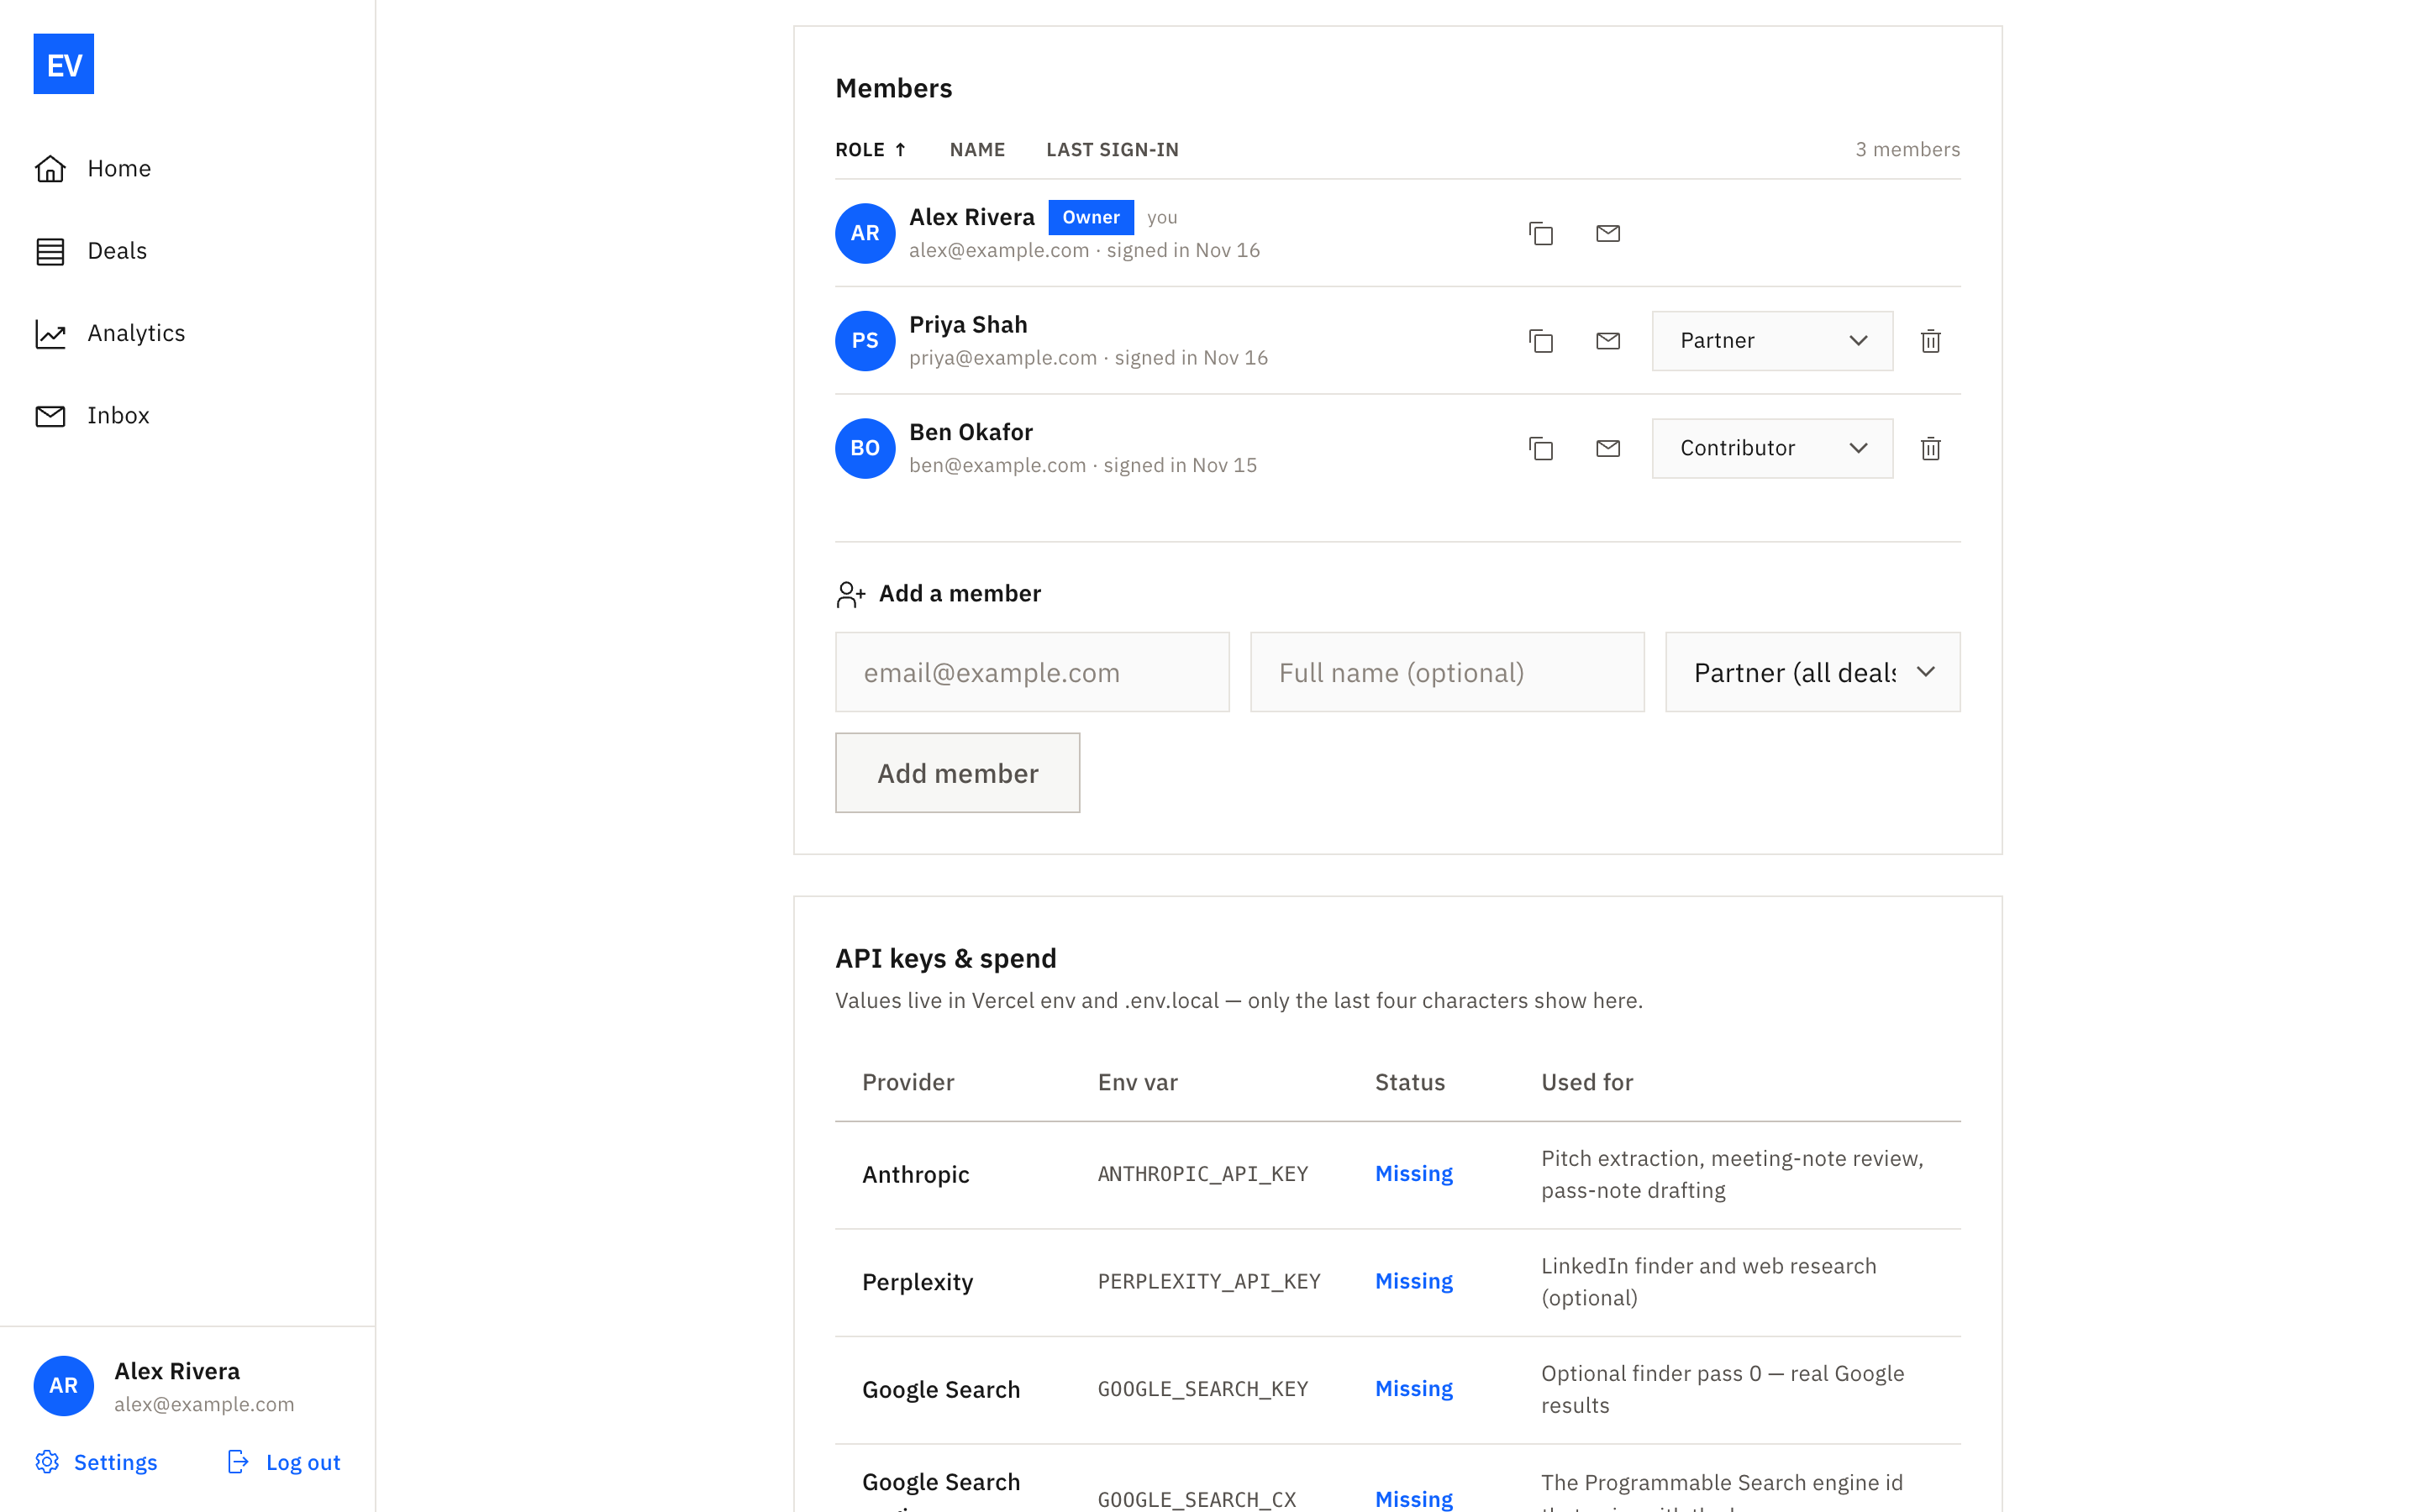 EV
Home
Deals
Analytics
Inbox
Alex Rivera
alex@example.com
Settings
Log out
Members
ROLE ↑ NAME LAST SIGN-IN 3 members
AR Alex Rivera Owner you
alex@example.com · signed in Nov 16
PS Priya Shah
priya@example.com · signed in Nov 16
Partner
BO Ben Okafor
ben@example.com · signed in Nov 15
Contributor
Add a member
email@example.com Full name (optional) Partner (all deals
Add member
API keys & spend
Values live in Vercel env and .env.local — only the last four characters show here.
Provider Env var Status Used for
Anthropic ANTHROPIC_API_KEY Missing Pitch extraction, meeting-note review,
pass-note drafting
Perplexity PERPLEXITY_API_KEY Missing LinkedIn finder and web research
(optional)
Google Search GOOGLE_SEARCH_KEY Missing Optional finder pass 0 — real Google
results
Google Search GOOGLE_SEARCH_CX Missing The Programmable Search engine id
AR